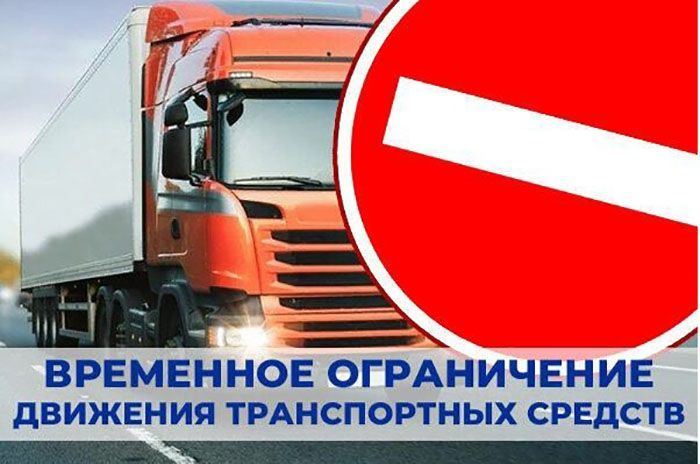 ВРЕМЕННОЕ ОГРАНИЧЕНИЕ
ДВИЖЕНИЯ ТРАНСПОРТНЫХ СРЕДСТВ